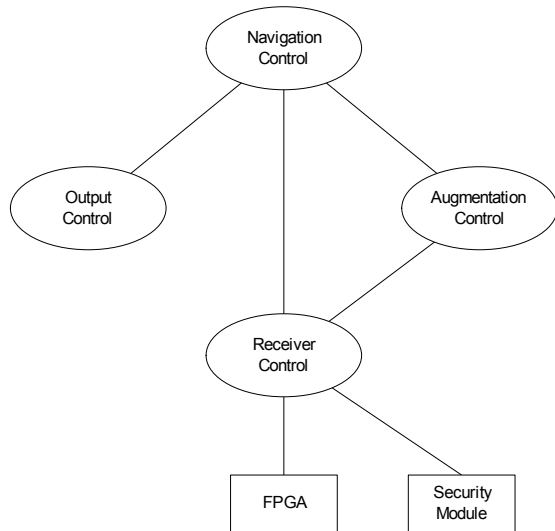 Navigation
Control
Output
Control
Augmentation
Control
Receiver
Control
FPGA
Security
Module